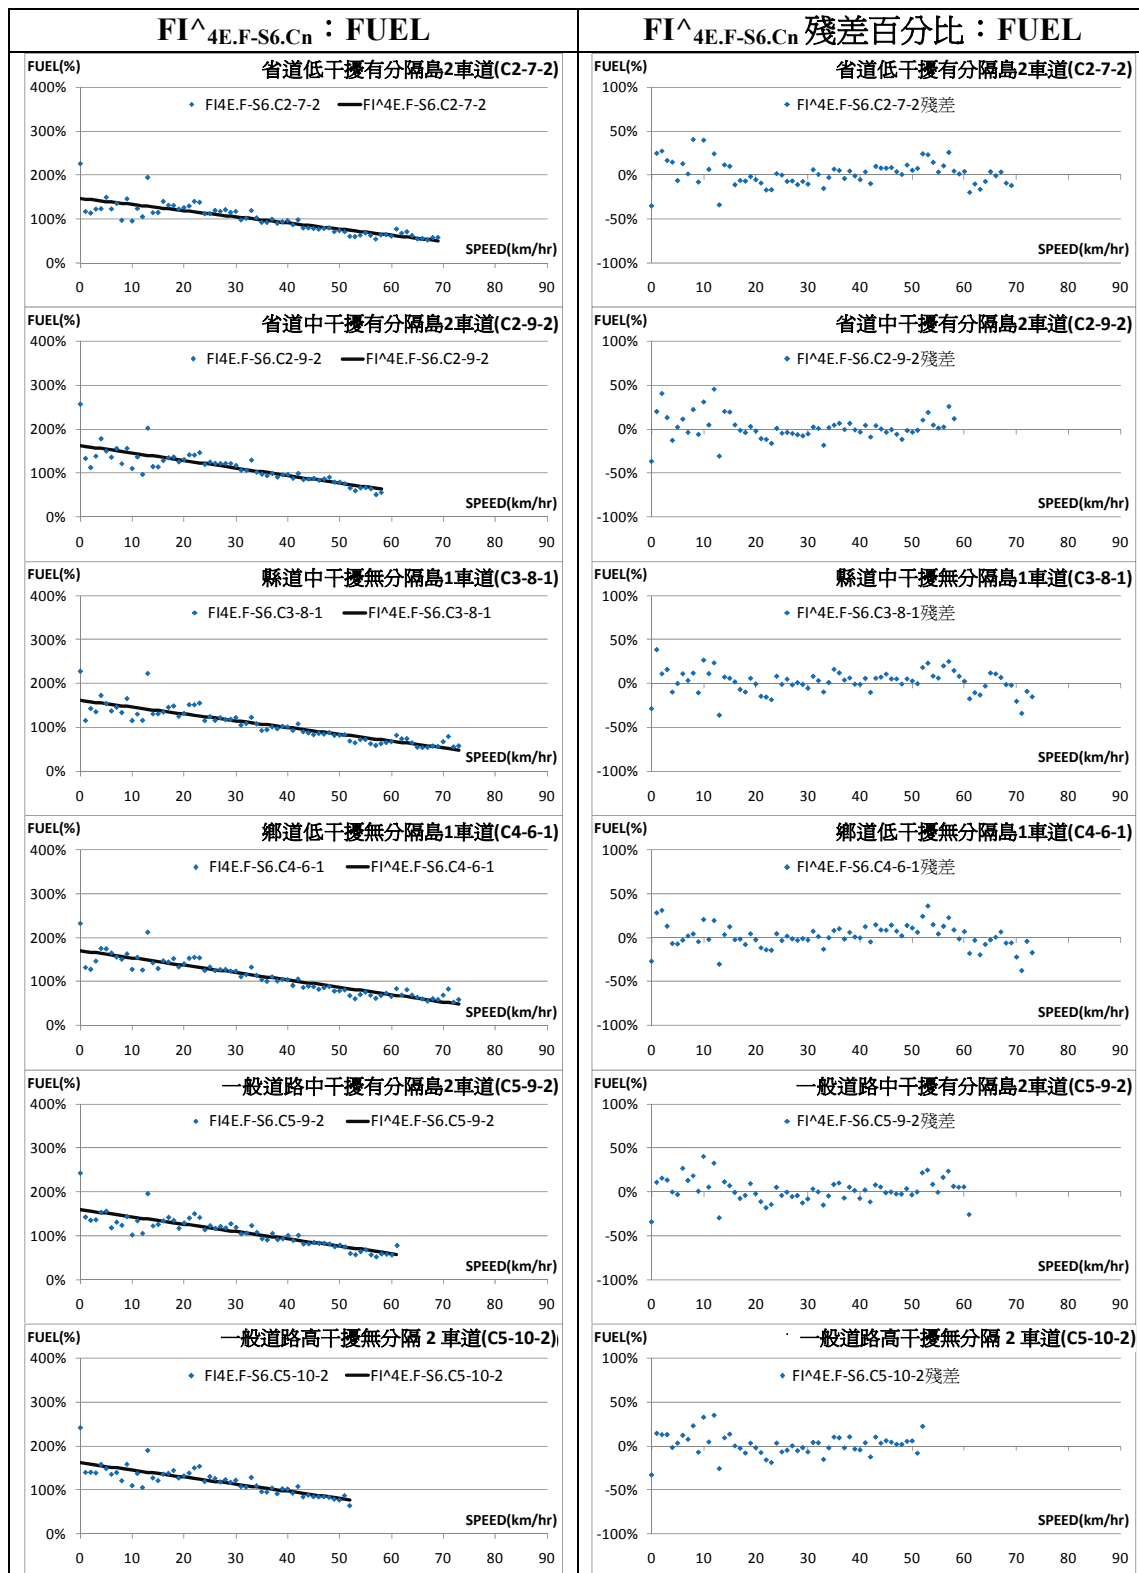 FI^4E.F-S6.Cn：FUEL
FI^4E.F-S6.Cn 殘差百分比：FUEL
FUEL(%)
省道低干擾有分隔島2車道(C2-7-2)
FI4E.F-S6.C2-7-2
FI^4E.F-S6.C2-7-2
400%
300%
200%
100%
0%
SPEED(km/hr)
0 10 20 30 40 50 60 70 80 90
FUEL(%)
省道低干擾有分隔島2車道(C2-7-2)
FI^4E.F-S6.C2-7-2殘差
100%
50%
0%
-50%
-100%
SPEED(km/hr)
0 10 20 30 40 50 60 70 80 90
FUEL(%)
省道中干擾有分隔島2車道(C2-9-2)
FI4E.F-S6.C2-9-2
FI^4E.F-S6.C2-9-2
400%
300%
200%
100%
0%
SPEED(km/hr)
0 10 20 30 40 50 60 70 80 90
FUEL(%)
省道中干擾有分隔島2車道(C2-9-2)
FI^4E.F-S6.C2-9-2殘差
100%
50%
0%
-50%
-100%
SPEED(km/hr)
0 10 20 30 40 50 60 70 80 90
FUEL(%)
縣道中干擾無分隔島1車道(C3-8-1)
FI4E.F-S6.C3-8-1
FI^4E.F-S6.C3-8-1
400%
300%
200%
100%
0%
SPEED(km/hr)
0 10 20 30 40 50 60 70 80 90
FUEL(%)
縣道中干擾無分隔島1車道(C3-8-1)
FI^4E.F-S6.C3-8-1殘差
100%
50%
0%
-50%
-100%
SPEED(km/hr)
0 10 20 30 40 50 60 70 80 90
FUEL(%)
鄉道低干擾無分隔島1車道(C4-6-1)
FI4E.F-S6.C4-6-1
FI^4E.F-S6.C4-6-1
400%
300%
200%
100%
0%
SPEED(km/hr)
0 10 20 30 40 50 60 70 80 90
FUEL(%)
鄉道低干擾無分隔島1車道(C4-6-1)
FI^4E.F-S6.C4-6-1殘差
100%
50%
0%
-50%
-100%
SPEED(km/hr)
0 10 20 30 40 50 60 70 80 90
FUEL(%)
一般道路中干擾有分隔島2車道(C5-9-2)
FI4E.F-S6.C5-9-2
FI^4E.F-S6.C5-9-2
400%
300%
200%
100%
0%
SPEED(km/hr)
0 10 20 30 40 50 60 70 80 90
FUEL(%)
一般道路中干擾有分隔島2車道(C5-9-2)
FI^4E.F-S6.C5-9-2殘差
100%
50%
0%
-50%
-100%
SPEED(km/hr)
0 10 20 30 40 50 60 70 80 90
FUEL(%)
一般道路高干擾無分隔 2 車道(C5-10-2)
FI4E.F-S6.C5-10-2
FI^4E.F-S6.C5-10-2
400%
300%
200%
100%
0%
SPEED(km/hr)
0 10 20 30 40 50 60 70 80 90
FUEL(%)
一般道路高干擾無分隔 2 車道(C5-10-2)
FI^4E.F-S6.C5-10-2殘差
100%
50%
0%
-50%
-100%
SPEED(km/hr)
0 10 20 30 40 50 60 70 80 90